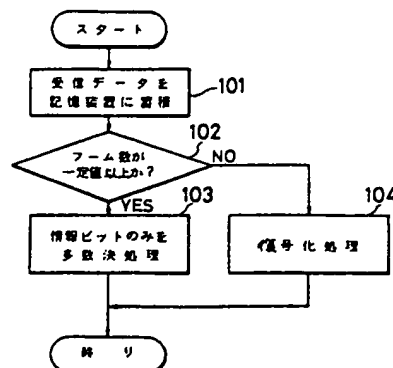 スタート
受信データを
記憶装置に蓄積
101
102
フーム数が
一定値以上か?
NO
YES
103
104
情報ビットのみを
多数決処理
復号化処理
終り